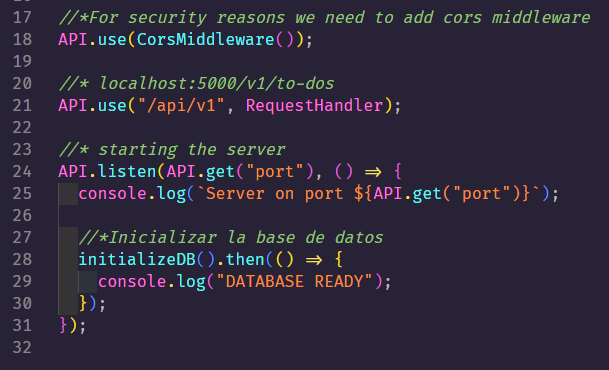 17 //*For security reasons we need to add cors middleware
18 API.use(CorsMiddleware());
19
20 //* localhost:5000/v1/to-dos
21 API.use("/api/v1", RequestHandler);
22
23 //* starting the server
24 API.listen(API.get("port"), () => {
25 console.log(`Server on port ${API.get("port")}`);
26
27 //*Inicializar la base de datos
28 initializeDB().then(() => {
29 console.log("DATABASE READY");
30 });
31 });
32